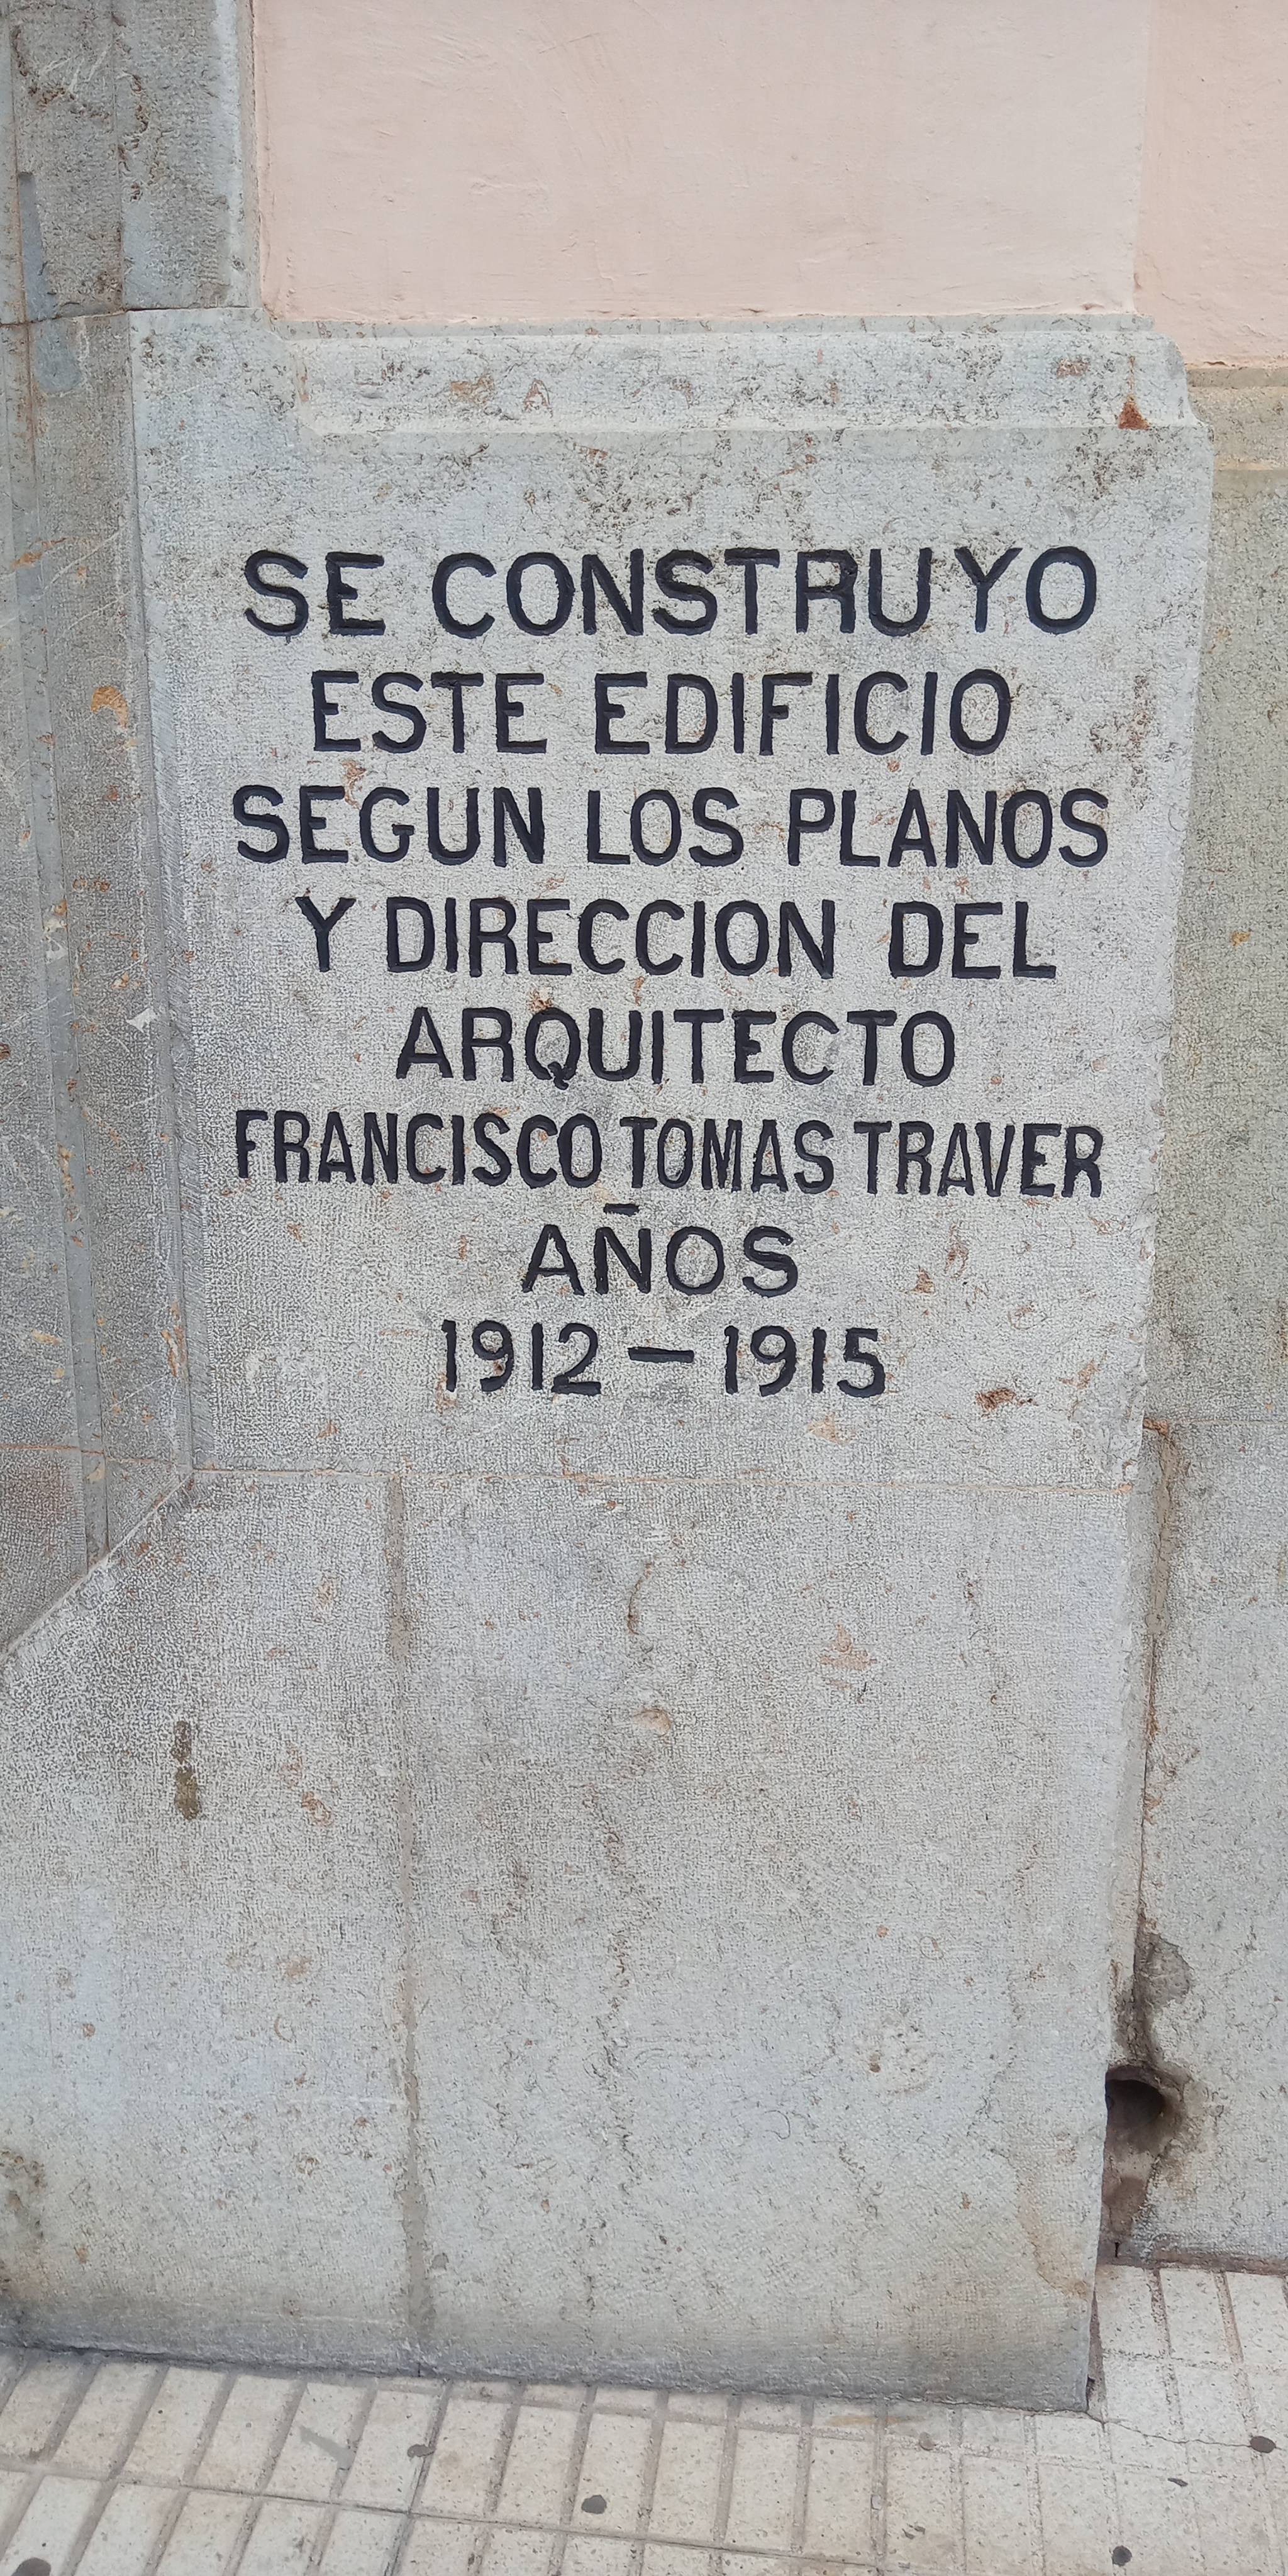 SE CONSTRUYO
ESTE EDIFICIO
SEGUN LOS PLANOS
Y DIRECCION DEL
ARQUITECTO
FRANCISCO TOMAS TRAVER
AÑOS
1912 - 1915